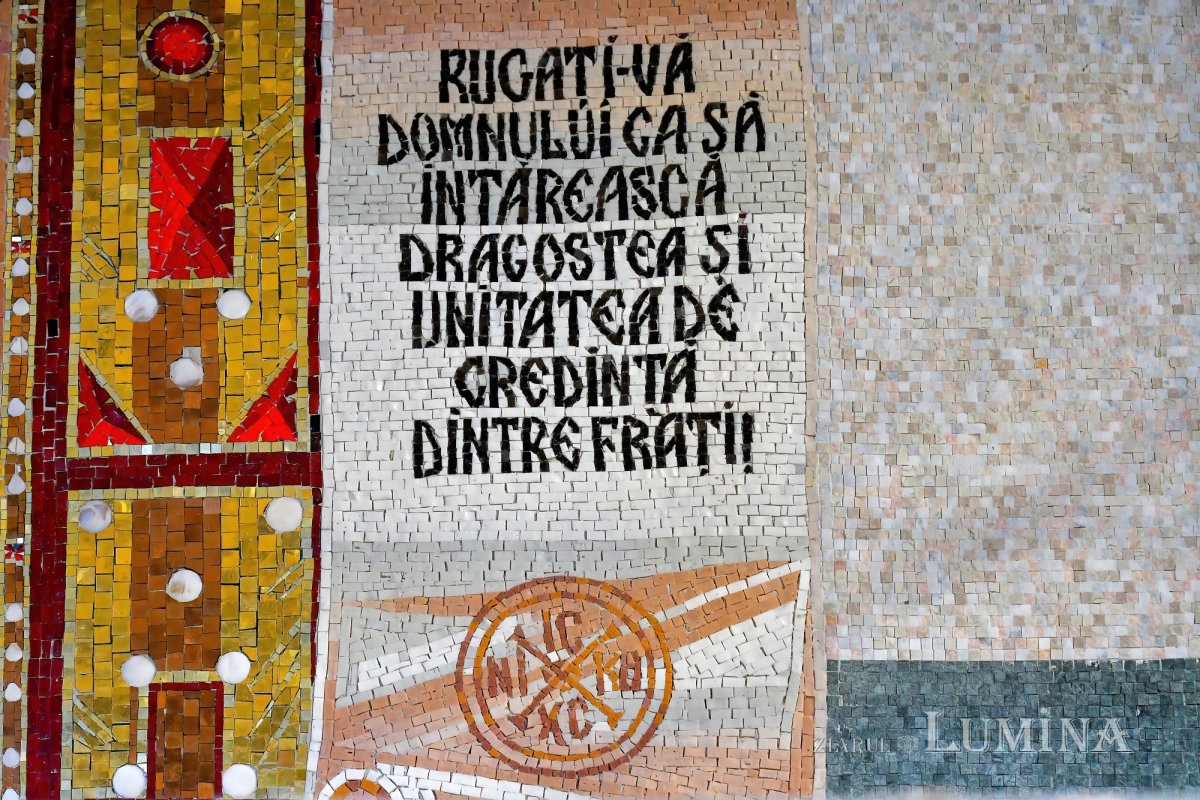 RUGAȚI-VĂ
DOMNULUI CA SĂ
ÎNTĂREASCĂ
DRAGOSTEA ȘI
UNITATEA DE
CREDINȚĂ
DINTRE FRAȚI!
IC
NI KA
XC
ZIARUL LUMINA